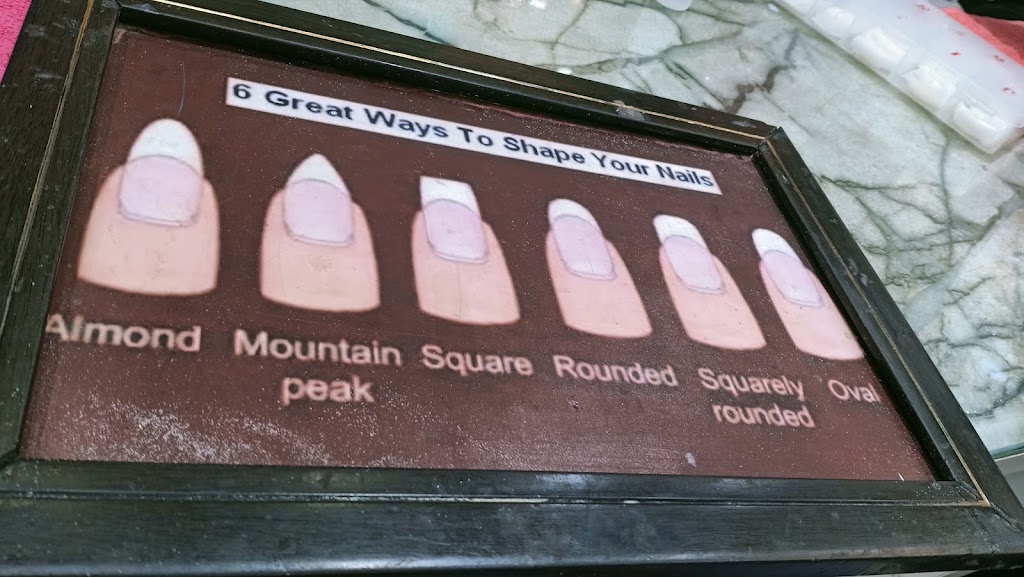 6 Great Ways To Shape Your Nails
Almond
Mountain
peak
Square
Rounded
Squarely
rounded
Oval